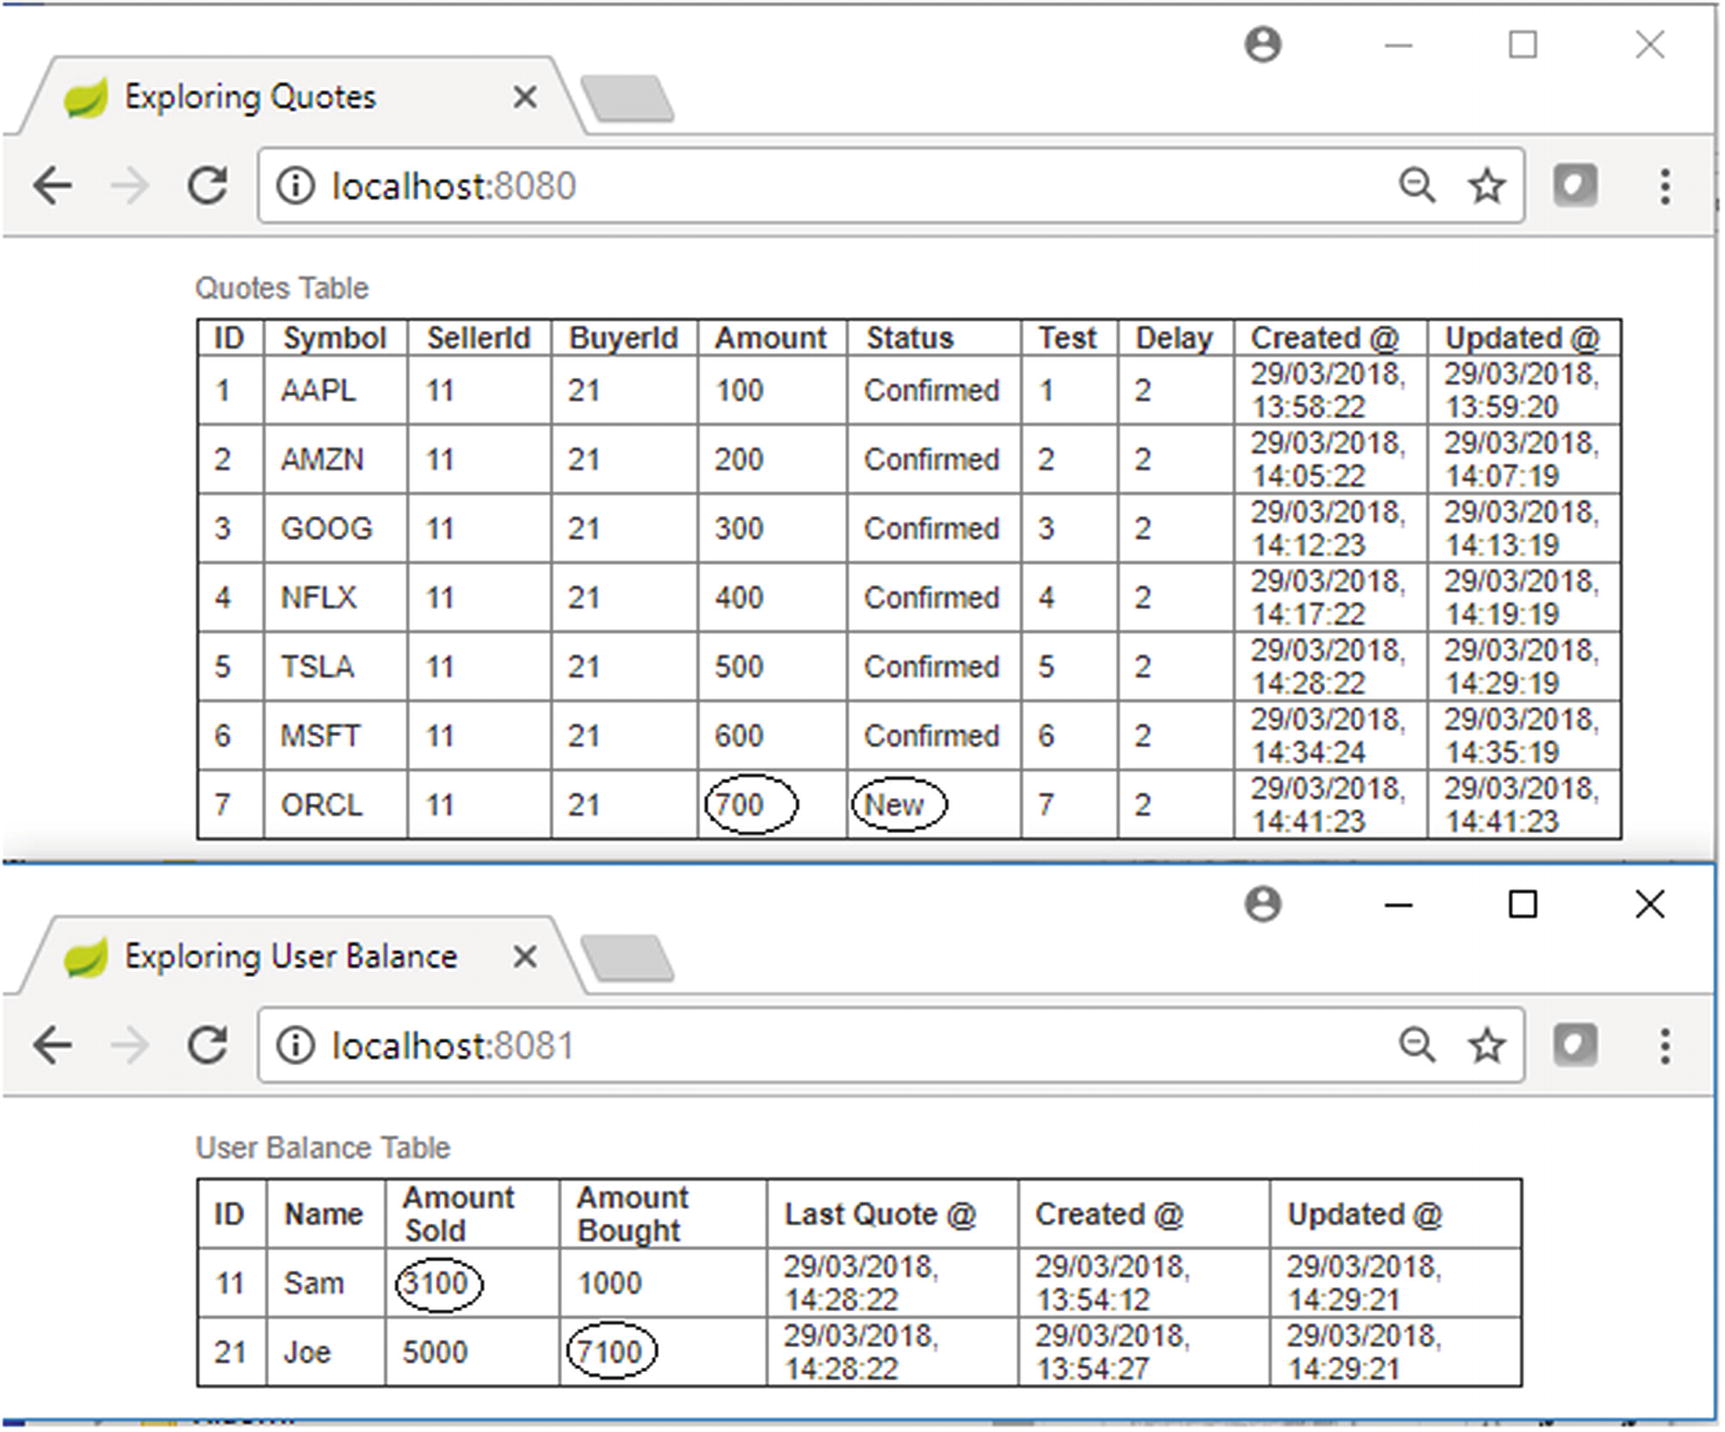 Exploring Quotes
localhost:8080
Quotes Table
ID Symbol SellerId BuyerId Amount Status Test Delay Created @ Updated @
1 AAPL 11 21 100 Confirmed 1 2 29/03/2018, 13:58:22 29/03/2018, 13:59:20
2 AMZN 11 21 200 Confirmed 2 2 29/03/2018, 14:05:22 29/03/2018, 14:07:19
3 GOOG 11 21 300 Confirmed 3 2 29/03/2018, 14:12:23 29/03/2018, 14:13:19
4 NFLX 11 21 400 Confirmed 4 2 29/03/2018, 14:17:22 29/03/2018, 14:19:19
5 TSLA 11 21 500 Confirmed 5 2 29/03/2018, 14:28:22 29/03/2018, 14:29:19
6 MSFT 11 21 600 Confirmed 6 2 29/03/2018, 14:34:24 29/03/2018, 14:35:19
7 ORCL 11 21 700 New 7 2 29/03/2018, 14:41:23 29/03/2018, 14:41:23
Exploring User Balance
localhost:8081
User Balance Table
ID Name Amount Sold Amount Bought Last Quote @ Created @ Updated @
11 Sam 3100 1000 29/03/2018, 14:28:22 29/03/2018, 13:54:12 29/03/2018, 14:29:21
21 Joe 5000 7100 29/03/2018, 14:28:22 29/03/2018, 13:54:27 29/03/2018, 14:29:21